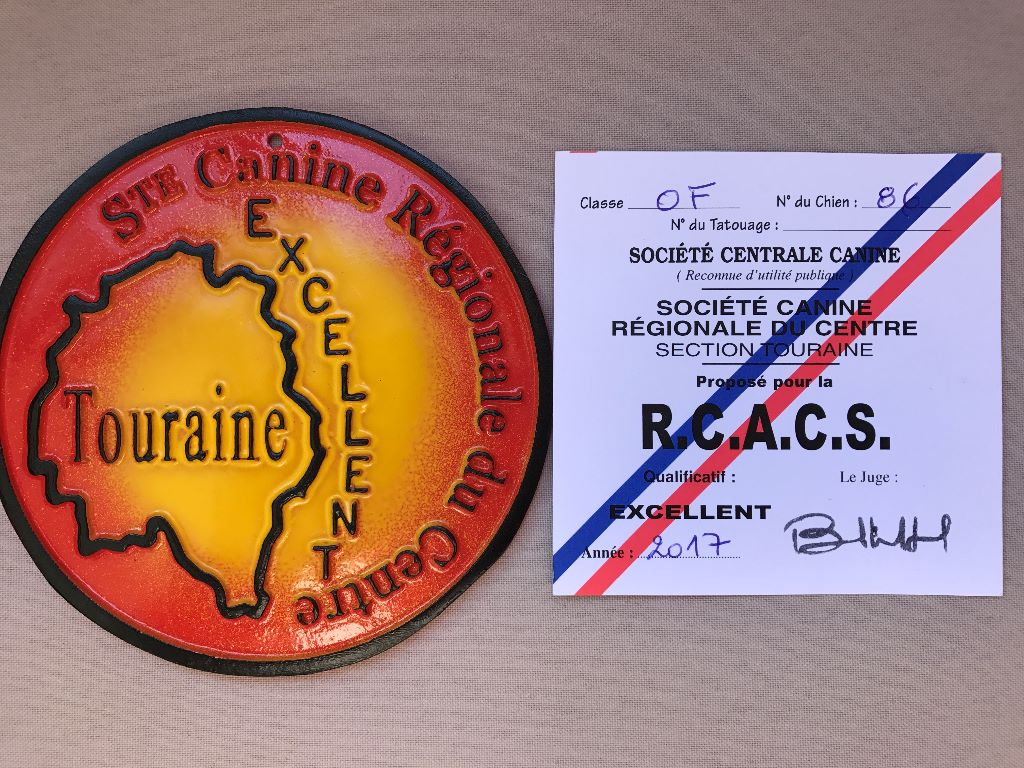 STE Canine Régionale du Centre
EXCELLENT
Touraine
Classe OF N° du Chien : 86
N° du Tatouage :
SOCIÉTÉ CENTRALE CANINE
( Reconnue d'utilité publique )
SOCIÉTÉ CANINE
RÉGIONALE DU CENTRE
SECTION TOURAINE
Proposé pour la
R.C.A.C.S.
Qualificatif : Le Juge :
EXCELLENT
Année : 2017